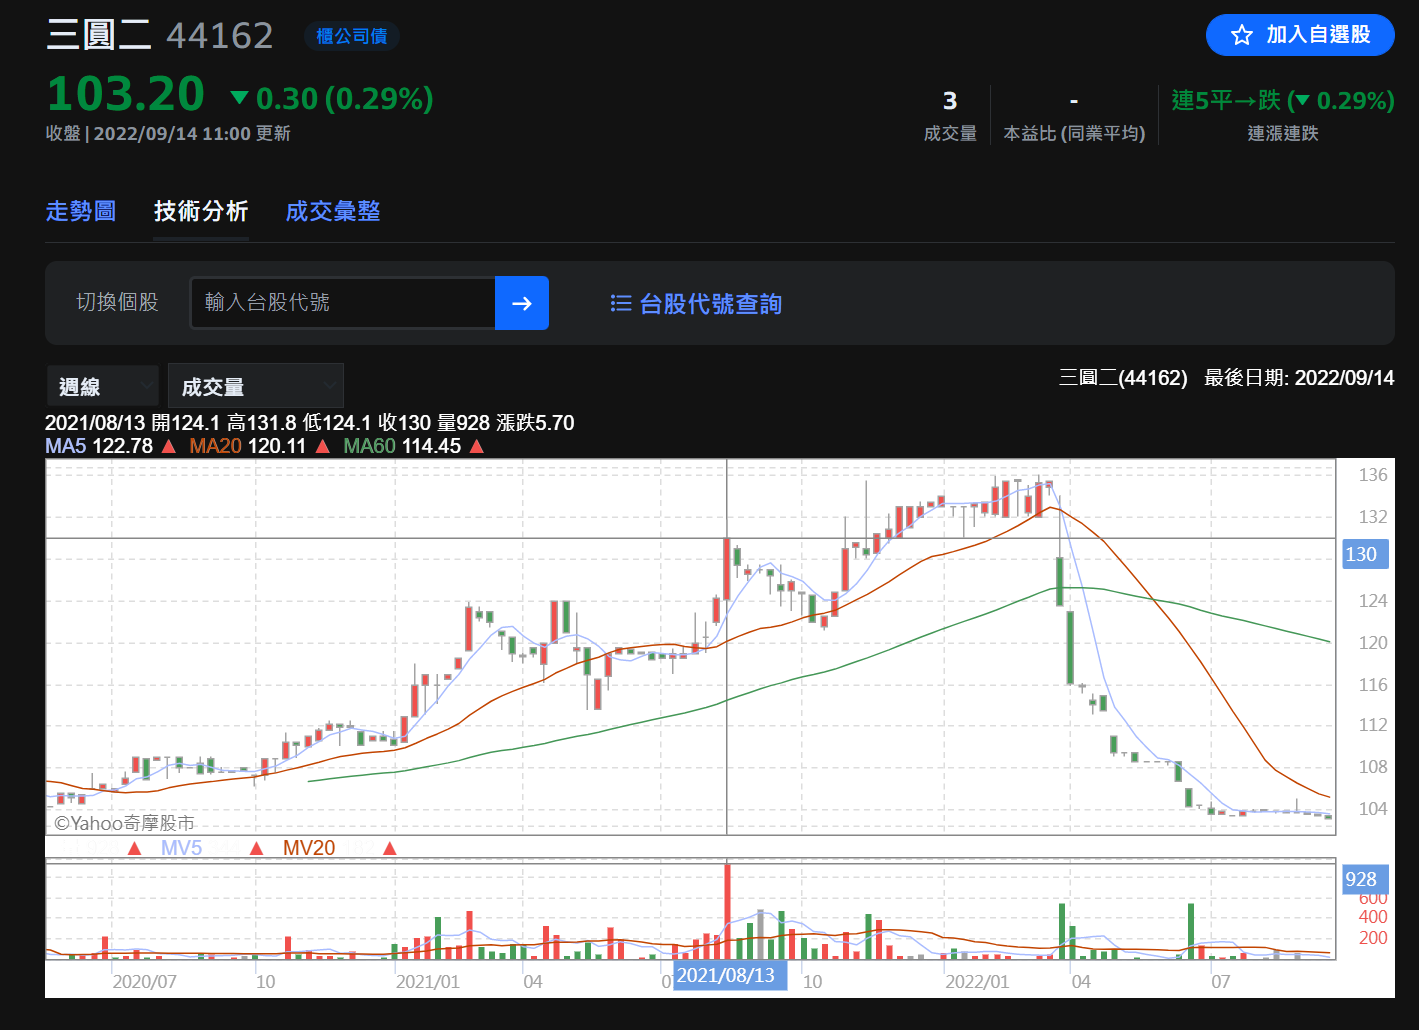 三圓二 44162 櫃公司債
加入自選股
103.20 ▼ 0.30 (0.29%)
收盤 | 2022/09/14 11:00 更新
3
成交量
-
本益比 (同業平均)
連5平→跌 (▼ 0.29%)
連漲連跌
走勢圖 技術分析 成交彙整
切換個股 輸入台股代號 → 台股代號查詢
週線 成交量
三圓二(44162) 最後日期: 2022/09/14
2021/08/13 開124.1 高131.8 低124.1 收130 量928 漲跌5.70
MA5 122.78 ▲ MA20 120.11 ▲ MA60 114.45 ▲
136
132
130
124
120
116
112
108
104
©Yahoo奇摩股市
▲ MV5 ▲ MV20 ▲
928
600
400
200
2020/07 10 2021/01 04 2021/08/13 10 2022/01 04 07